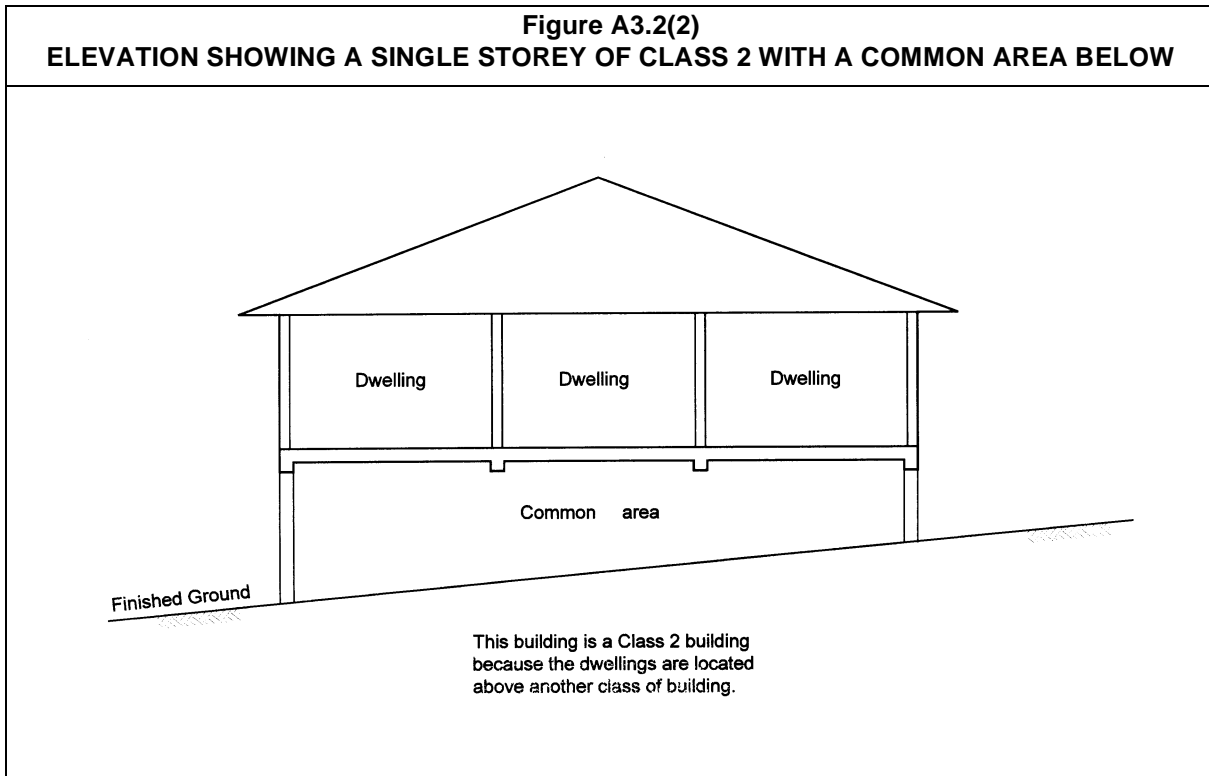 Figure A3.2(2)
ELEVATION SHOWING A SINGLE STOREY OF CLASS 2 WITH A COMMON AREA BELOW
Dwelling
Dwelling
Dwelling
Common area
Finished Ground
This building is a Class 2 building
because the dwellings are located
above another class of building.